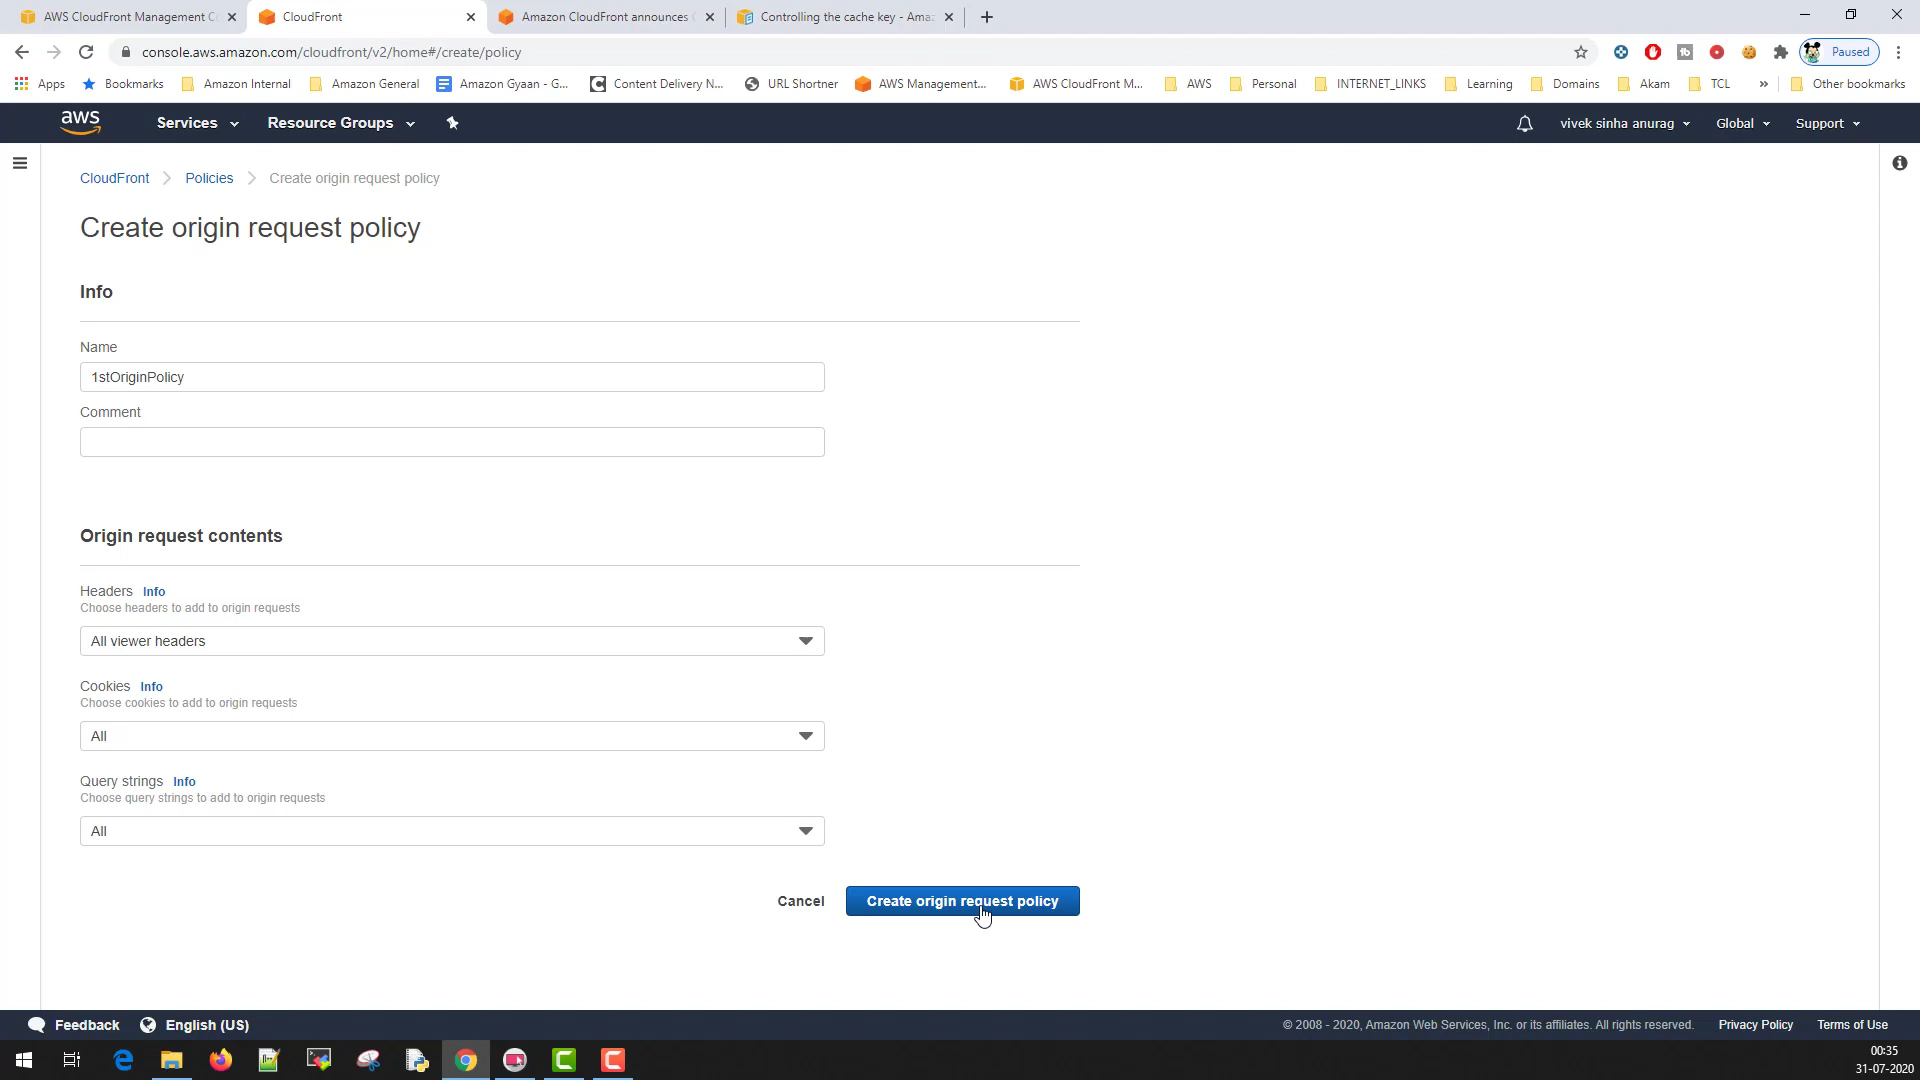 AWS CloudFront Management Co
CloudFront
Amazon CloudFront announces
Controlling the cache key - Ama
console.aws.amazon.com/cloudfront/v2/home#/create/policy
Paused
Apps
Bookmarks
Amazon Internal
Amazon General
Amazon Gyaan - G...
Content Delivery N...
URL Shortner
AWS Management...
AWS CloudFront M...
AWS
Personal
INTERNET_LINKS
Learning
Domains
Akam
TCL
»
Other bookmarks
aws
Services
Resource Groups
vivek sinha anurag
Global
Support
CloudFront
Policies
Create origin request policy
Create origin request policy
Info
Name
1stOriginPolicy
Comment
Origin request contents
Headers Info
Choose headers to add to origin requests
All viewer headers
Cookies Info
Choose cookies to add to origin requests
All
Query strings Info
Choose query strings to add to origin requests
All
Cancel
Create origin request policy
Feedback
English (US)
© 2008 - 2020, Amazon Web Services, Inc. or its affiliates. All rights reserved.
Privacy Policy
Terms of Use
00:35
31-07-2020